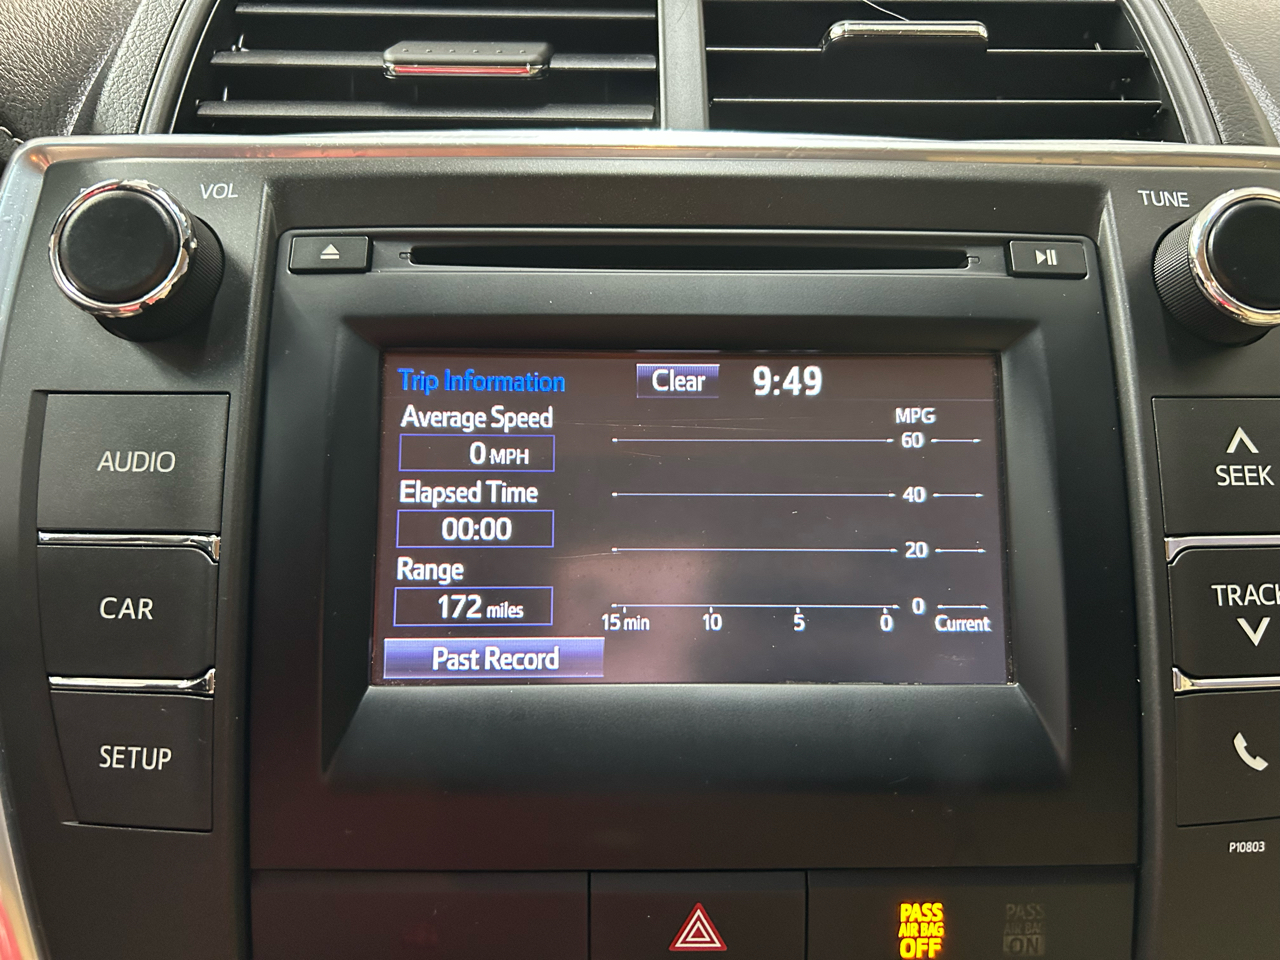 VOL
TUNE
AUDIO
CAR
SETUP
Trip Information
Clear
9:49
Average Speed
0 MPH
Elapsed Time
00:00
Range
172 miles
Past Record
MPG
60
40
20
0
15 min 10 5 0 Current
SEEK
TRACK
P10803
PASS
AIR BAG
OFF
PASS
AIR BAG
ON